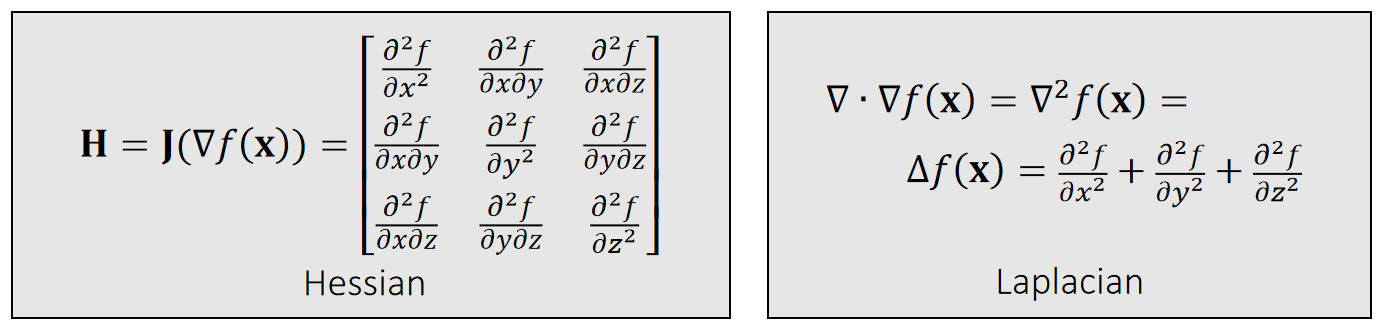 H = J(∇f(x)) = [∂²f/∂x² ∂²f/∂x∂y ∂²f/∂x∂z
∂²f/∂x∂y ∂²f/∂y² ∂²f/∂y∂z
∂²f/∂x∂z ∂²f/∂y∂z ∂²f/∂z²]
Hessian
∇ · ∇f(x) = ∇²f(x) =
Δf(x) = ∂²f/∂x² + ∂²f/∂y² + ∂²f/∂z²
Laplacian